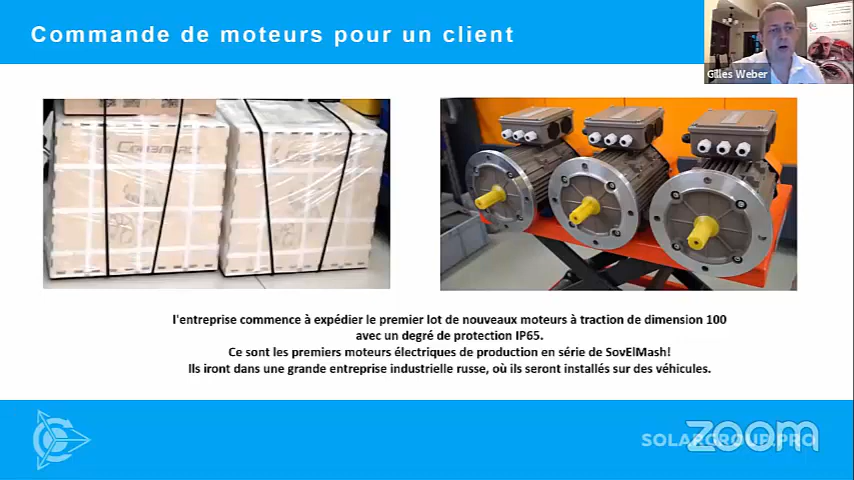 Commande de moteurs pour un client
Gilles Weber
l'entreprise commence à expédier le premier lot de nouveaux moteurs à traction de dimension 100
avec un degré de protection IP65.
Ce sont les premiers moteurs électriques de production en série de SovElMash!
Ils iront dans une grande entreprise industrielle russe, où ils seront installés sur des véhicules.
SOLARGROUP.PRO
zoom